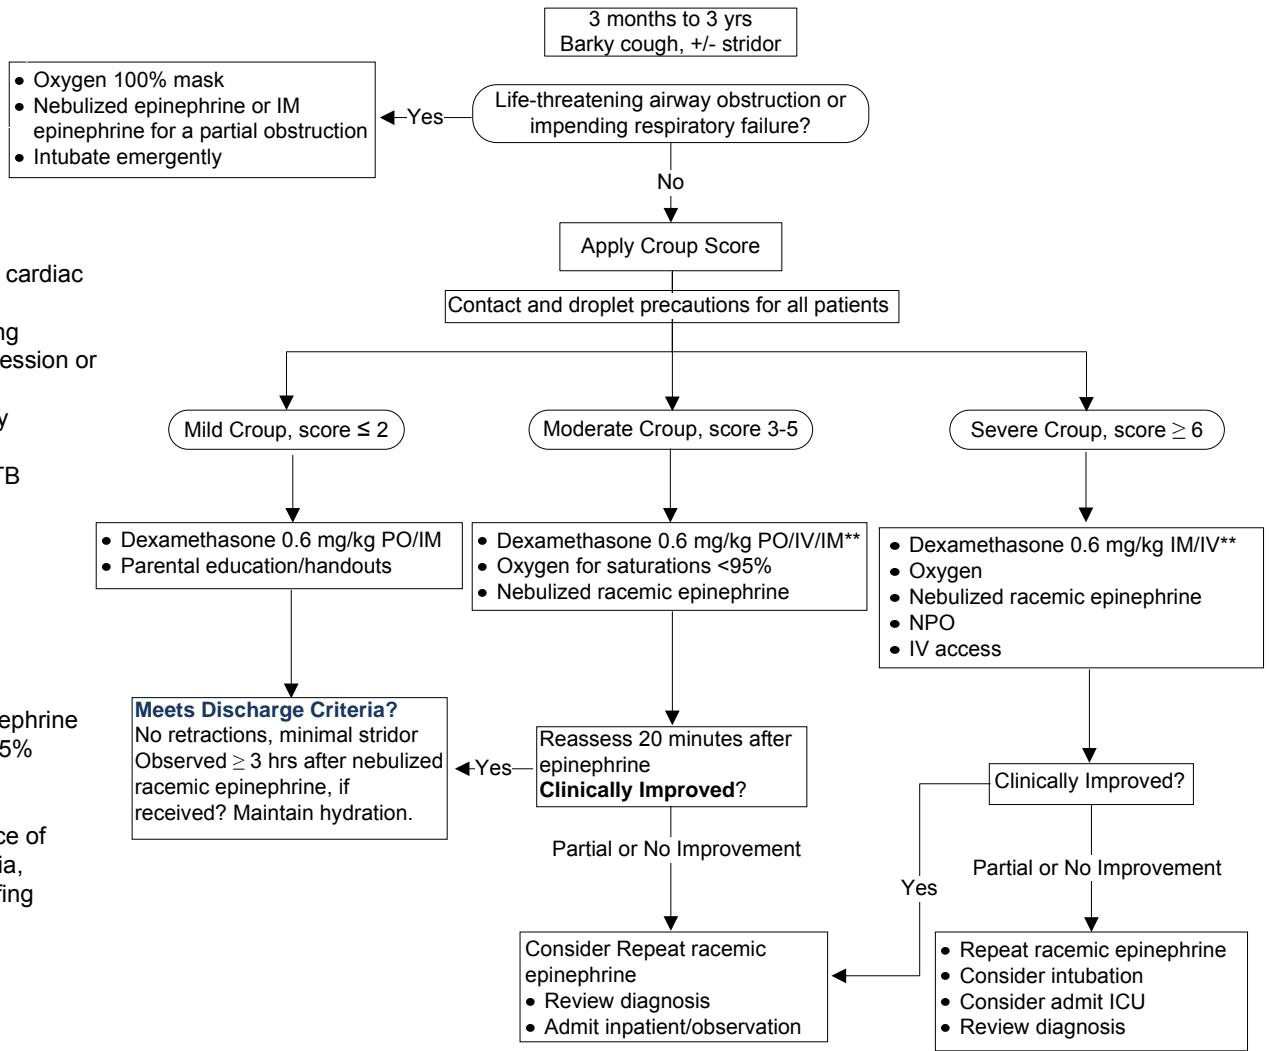 3 months to 3 yrs
Barky cough, +/- stridor
• Oxygen 100% mask
• Nebulized epinephrine or IM
epinephrine for a partial obstruction
• Intubate emergently
Yes
Life-threatening airway obstruction or
impending respiratory failure?
No
Apply Croup Score
cardiac
Contact and droplet precautions for all patients
ession or
TB
Mild Croup, score ≤ 2
Moderate Croup, score 3-5
Severe Croup, score ≥ 6
• Dexamethasone 0.6 mg/kg PO/IM
• Parental education/handouts
• Dexamethasone 0.6 mg/kg PO/IV/IM**
• Oxygen for saturations <95%
• Nebulized racemic epinephrine
• Dexamethasone 0.6 mg/kg IM/IV**
• Oxygen
• Nebulized racemic epinephrine
• NPO
• IV access
ephrine
5%
ce of
ia,
fing
Meets Discharge Criteria?
No retractions, minimal stridor
Observed ≥ 3 hrs after nebulized
racemic epinephrine, if
received? Maintain hydration.
Yes
Reassess 20 minutes after
epinephrine
Clinically Improved?
Clinically Improved?
Partial or No Improvement
Yes
Partial or No Improvement
Consider Repeat racemic
epinephrine
• Review diagnosis
• Admit inpatient/observation
• Repeat racemic epinephrine
• Consider intubation
• Consider admit ICU
• Review diagnosis